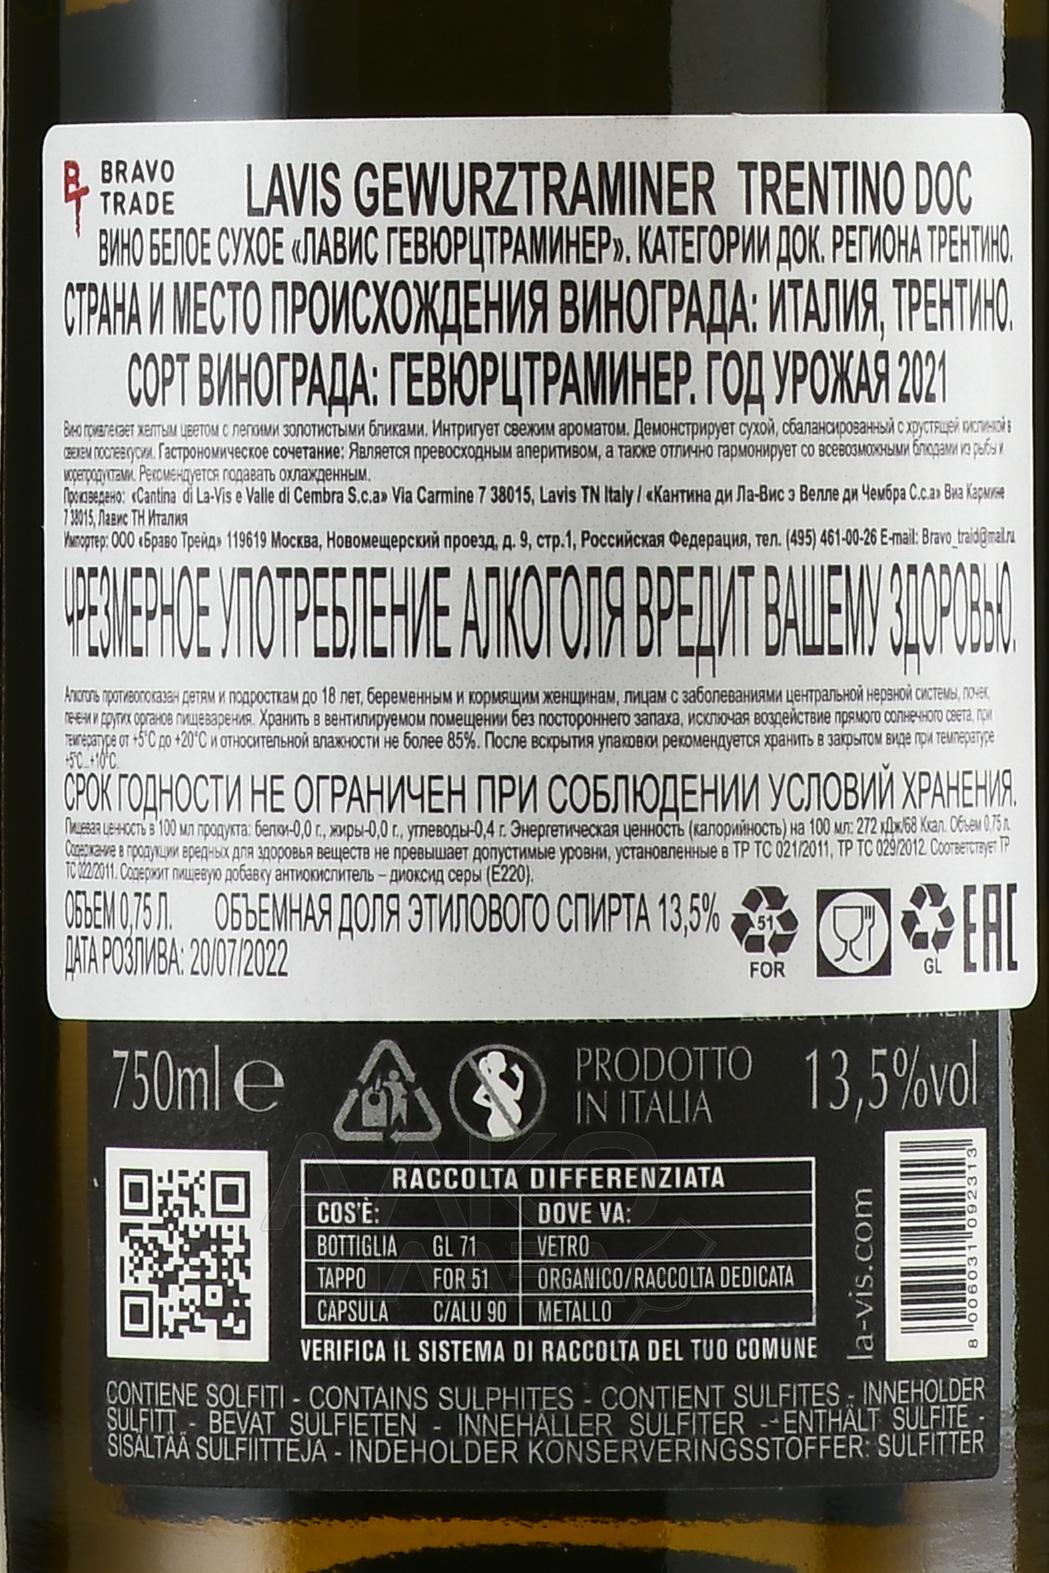 BRAVO
TRADE
LAVIS GEWURZTRAMINER TRENTINO DOC
ВИНО БЕЛОЕ СУХОЕ «ЛАВИС ГЕВЮРЦТРАМИНЕР». КАТЕГОРИИ ДОК. РЕГИОНА ТРЕНТИНО.
СТРАНА И МЕСТО ПРОИСХОЖДЕНИЯ ВИНОГРАДА: ИТАЛИЯ, ТРЕНТИНО.
СОРТ ВИНОГРАДА: ГЕВЮРЦТРАМИНЕР. ГОД УРОЖАЯ 2021
Вино привлекает желтым цветом с легкими золотистыми бликами. Интригует свежим ароматом. Демонстрирует сухой, сбалансированный с хрустящей кислинкой в
свежем послевкусии. Гастрономическое сочетание: Является превосходным аперитивом, а также отлично гармонирует со всевозможными блюдами из рыбы и
морепродуктами. Рекомендуется подавать охлажденным.
Произведено: «Cantina di La-Vis e Valle di Cembra S.c.a» Via Carmine 7 38015, Lavis TN Italy / «Кантина ди Ла-Вис э Велле ди Чембра С.с.а» Виа Кармине
7 38015, Лавис ТН Италия
Импортер: ООО «Браво Трейд» 119619 Москва, Новомещерский проезд, д. 9, стр.1, Российская Федерация, тел. (495) 461-00-26 E-mail: Bravo_traid@mail.ru
ЧРЕЗМЕРНОЕ УПОТРЕБЛЕНИЕ АЛКОГОЛЯ ВРЕДИТ ВАШЕМУ ЗДОРОВЬЮ.
Алкоголь противопоказан детям и подросткам до 18 лет, беременным и кормящим женщинам, лицам с заболеваниями центральной нервной системы, почек,
печени и других органов пищеварения. Хранить в вентилируемом помещении без постороннего запаха, исключая воздействие прямого солнечного света, при
температуре от +5°C до +20°C и относительной влажности не более 85%. После вскрытия упаковки рекомендуется хранить в закрытом виде при температуре
+5°C...+10°C.
СРОК ГОДНОСТИ НЕ ОГРАНИЧЕН ПРИ СОБЛЮДЕНИИ УСЛОВИЙ ХРАНЕНИЯ.
Пищевая ценность в 100 мл продукта: белки-0,0 г., жиры-0,0 г., углеводы-0,4 г. Энергетическая ценность (калорийность) на 100 мл: 272 кДж/68 Ккал. Объем 0,75 л.
Содержание в продукции вредных для здоровья веществ не превышает допустимые уровни, установленные в ТР ТС 021/2011, ТР ТС 029/2012. Соответствует ТР
ТС 022/2011. Содержит пищевую добавку антиокислитель – диоксид серы (Е220).
ОБЪЕМ 0,75 Л. ОБЪЕМНАЯ ДОЛЯ ЭТИЛОВОГО СПИРТА 13,5%
ДАТА РОЗЛИВА: 20/07/2022
51
FOR
GL
EAC
750ml e
PRODOTTO
IN ITALIA
13,5%vol
RACCOLTA DIFFERENZIATA
COS'È: DOVE VA:
BOTTIGLIA GL 71 VETRO
TAPPO FOR 51 ORGANICO/RACCOLTA DEDICATA
CAPSULA C/ALU 90 METALLO
VERIFICA IL SISTEMA DI RACCOLTA DEL TUO COMUNE
la-vis.com
8 006031 092313
CONTIENE SOLFITI - CONTAINS SULPHITES - CONTIENT SULFITES - INNEHOLDER
SULFITT - BEVAT SULFIETEN - INNEHÅLLER SULFITER - ENTHÄLT SULFITE -
SISÄLTÄÄ SULFIITTEJA - INDEHOLDER KONSERVERINGSSTOFFER: SULFITTER